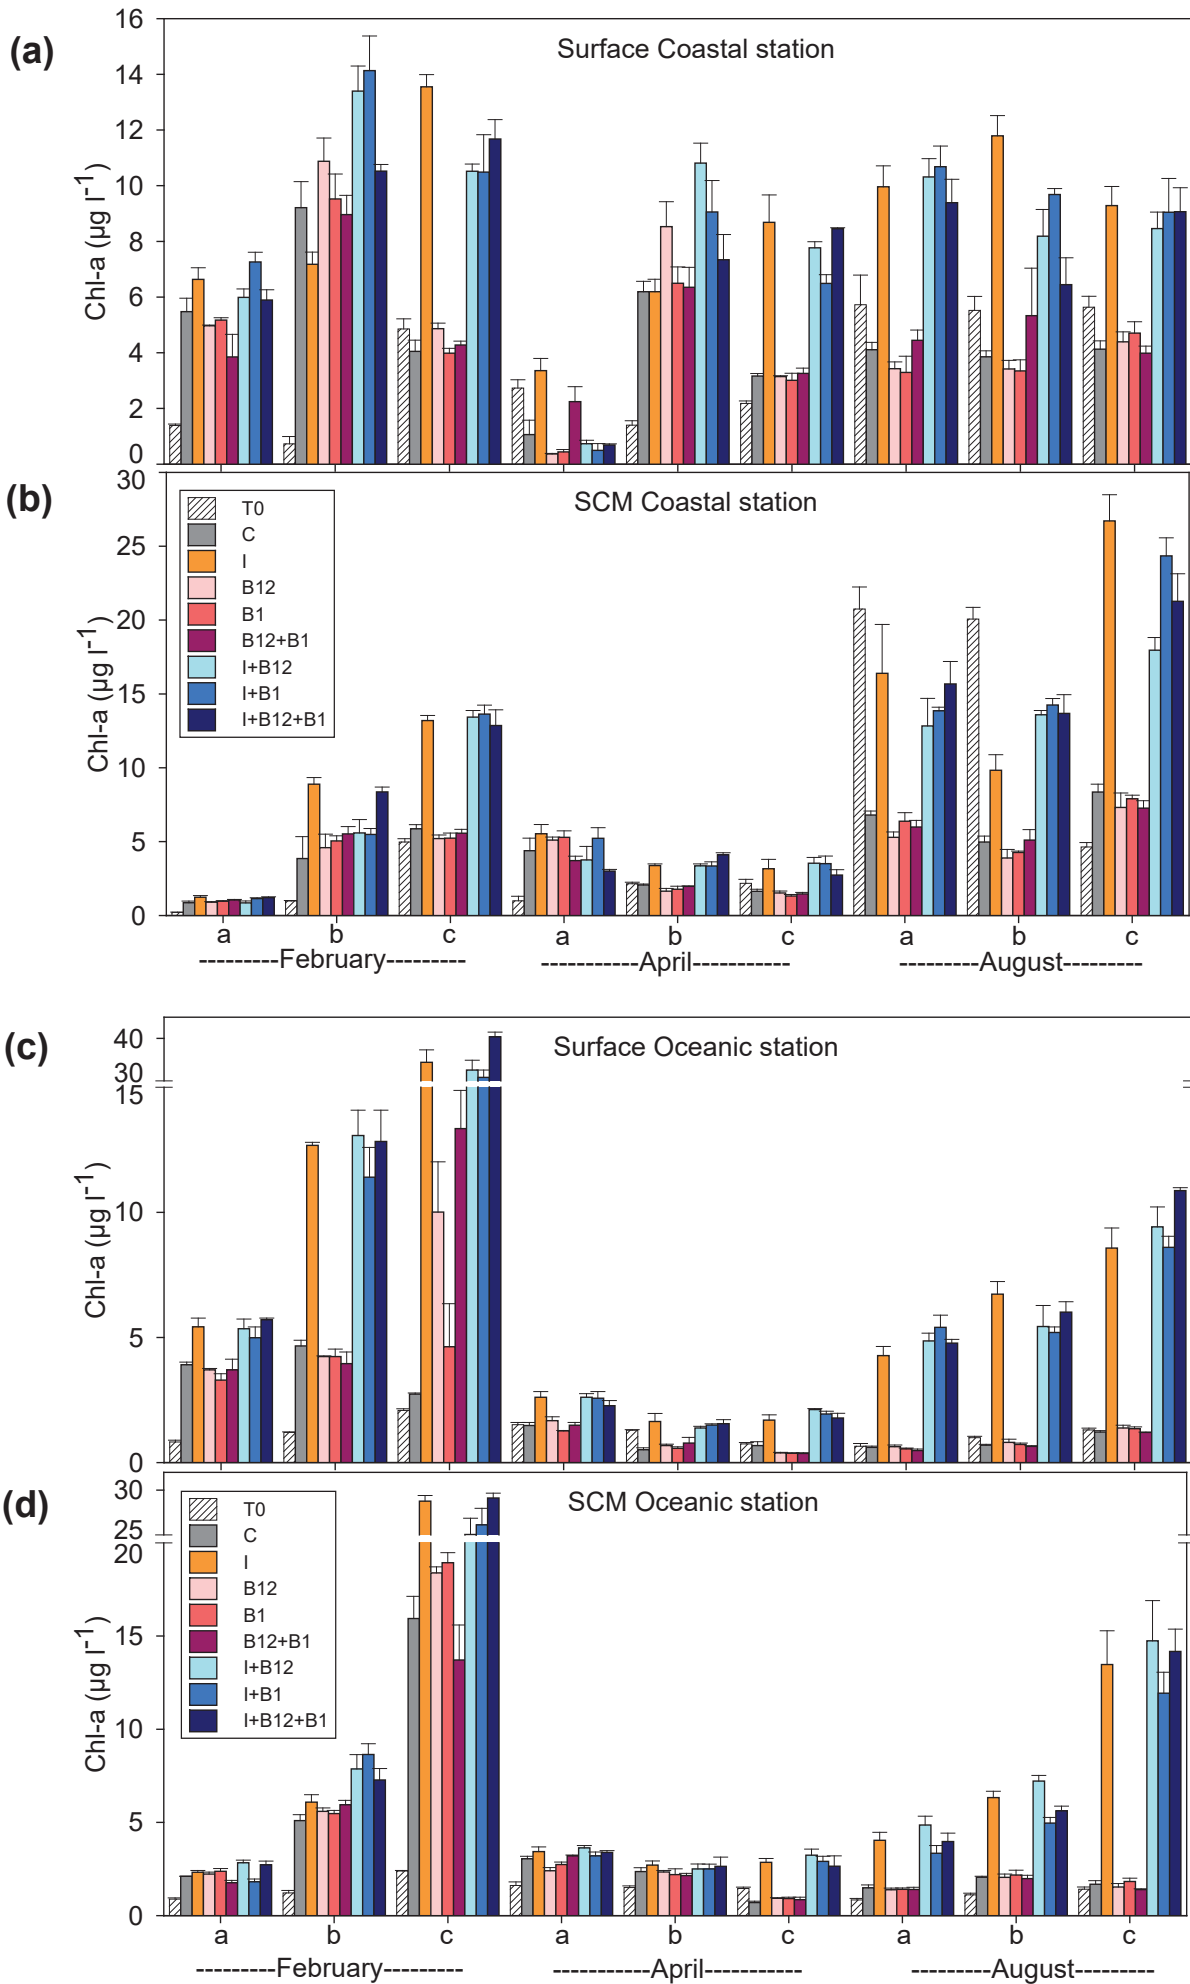 (a)
Surface Coastal station
Chl-a (µg l-1)
16
14
12
10
8
6
4
2
0
(b)
SCM Coastal station
Chl-a (µg l-1)
30
25
20
15
10
5
0
T0
C
I
B12
B1
B12+B1
I+B12
I+B1
I+B12+B1
a b c a b c a b c
---------February--------- -----------April----------- ---------August---------
(c)
Surface Oceanic station
Chl-a (µg l-1)
40
30
15
10
5
0
(d)
SCM Oceanic station
Chl-a (µg l-1)
30
25
20
15
10
5
0
T0
C
I
B12
B1
B12+B1
I+B12
I+B1
I+B12+B1
a b c a b c a b c
---------February--------- -----------April----------- ---------August---------